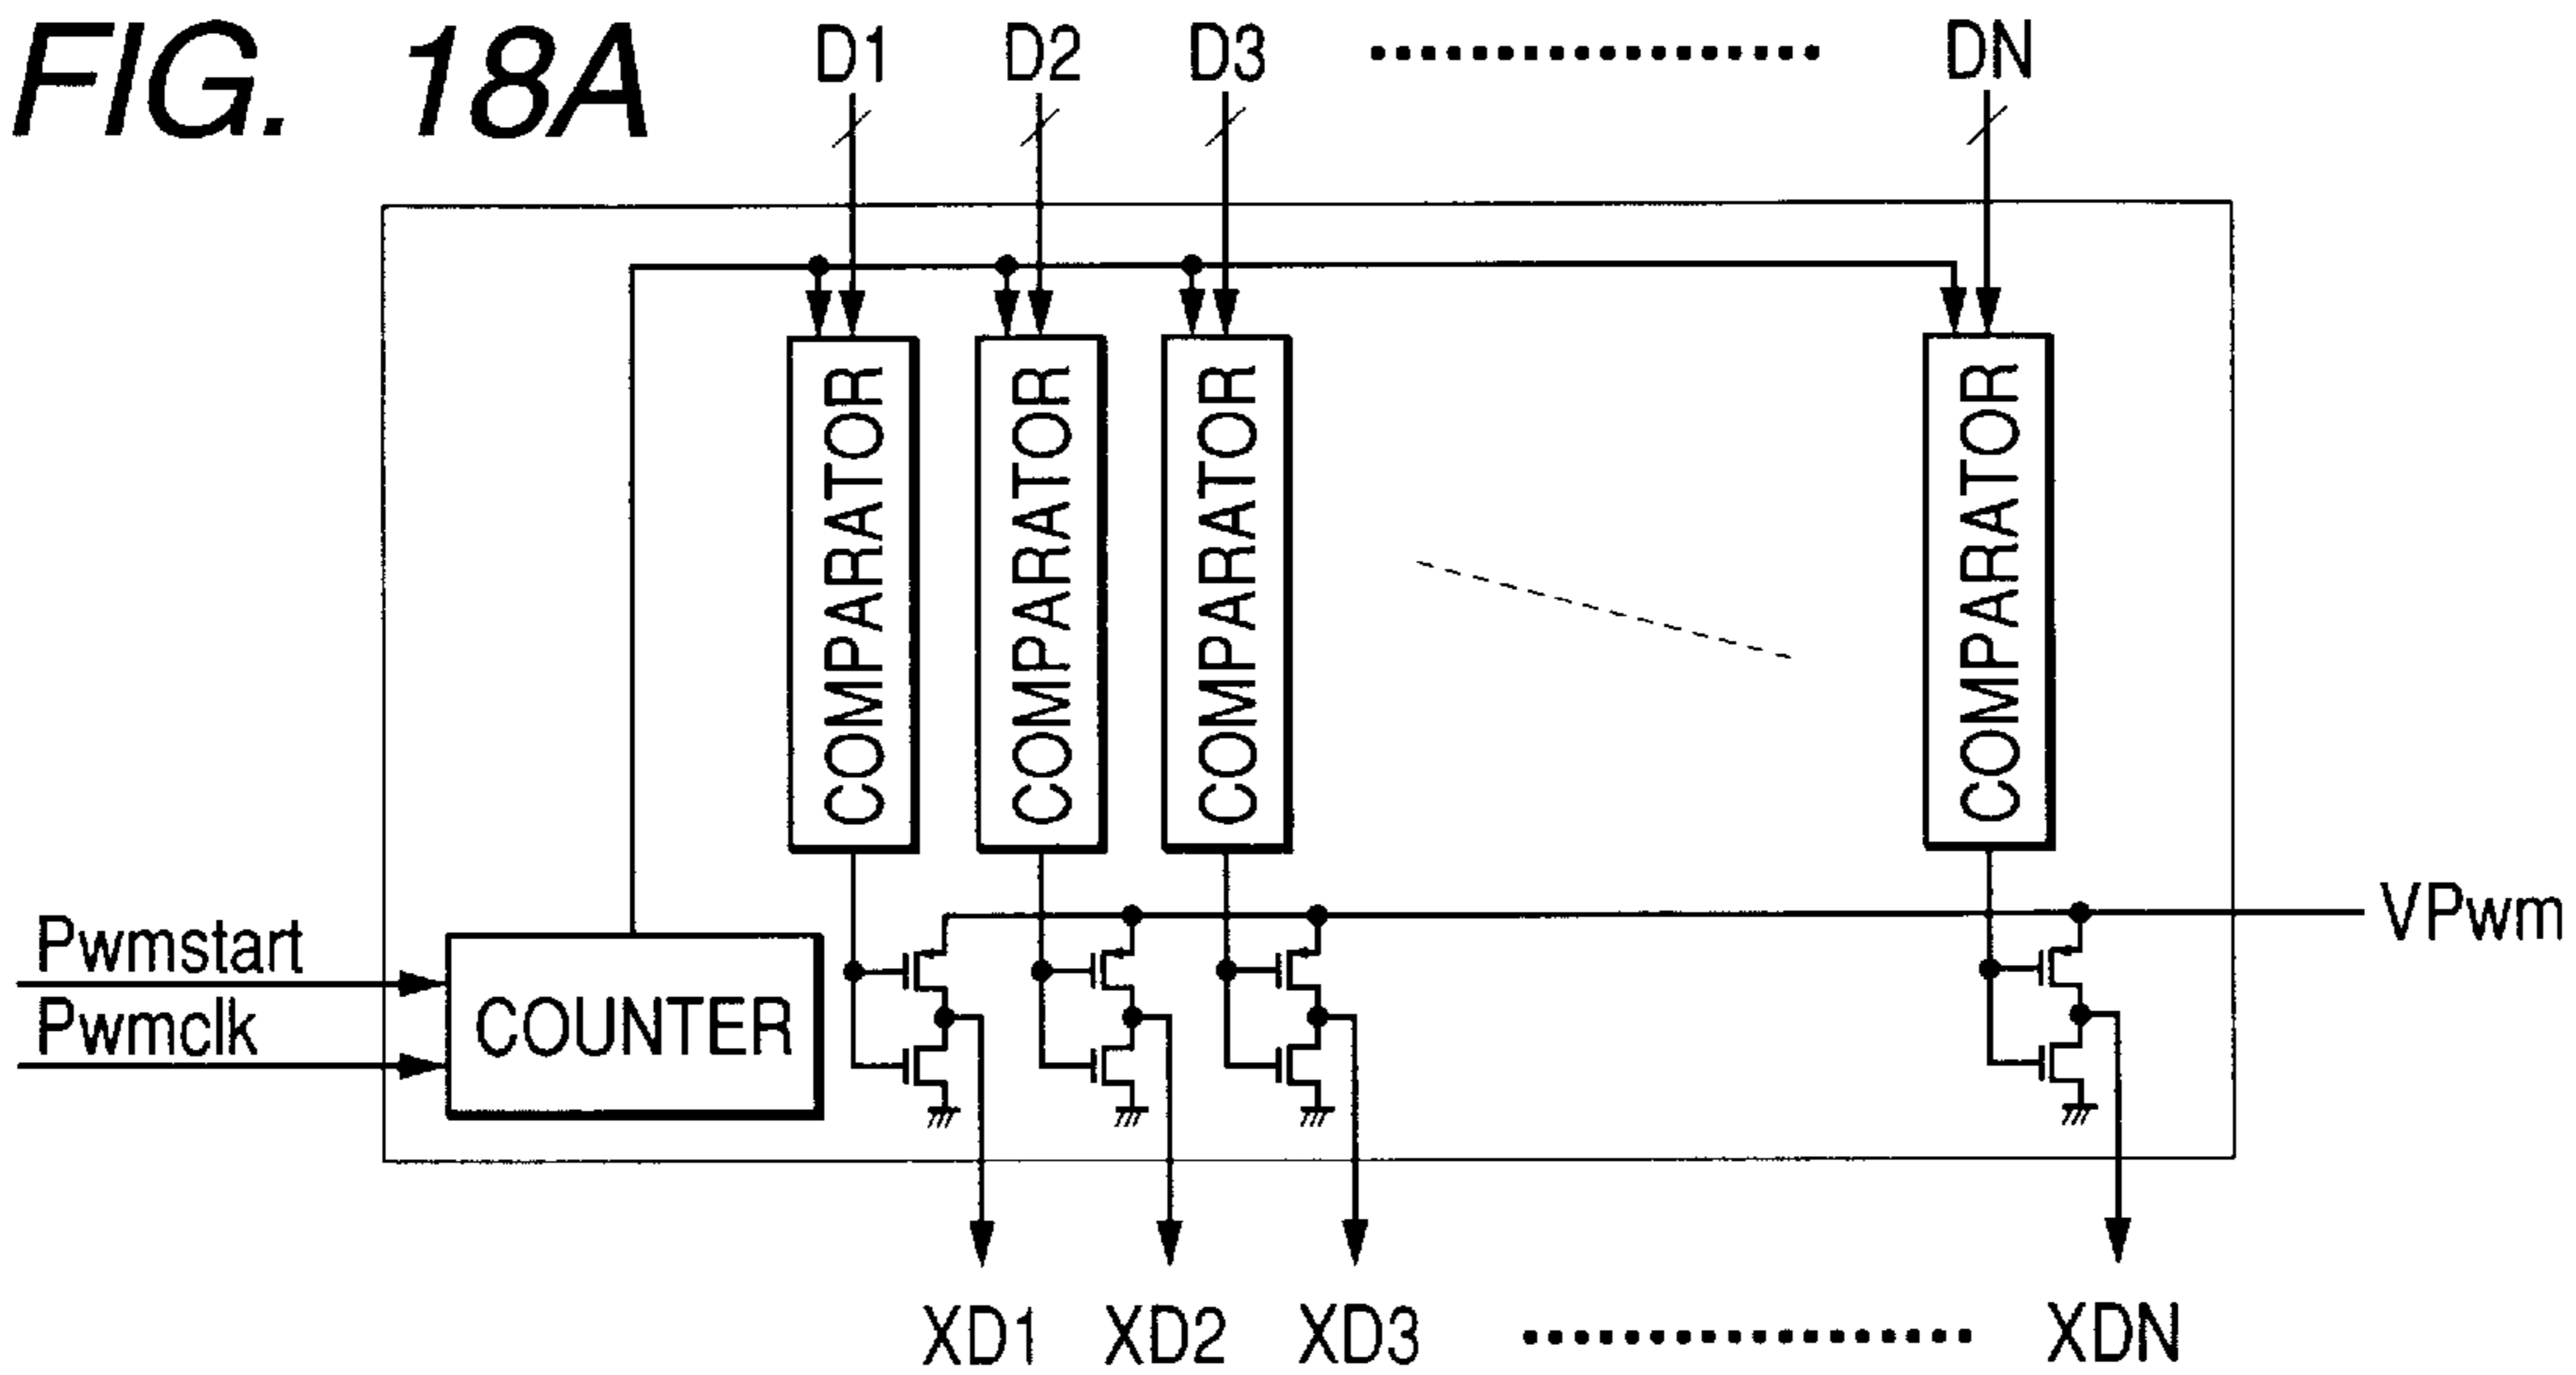 FIG. 18A
D1 D2 D3 DN
COMPARATOR
COMPARATOR
COMPARATOR
COMPARATOR
VPwm
Pwmstart
Pwmclk
COUNTER
XD1 XD2 XD3 XDN